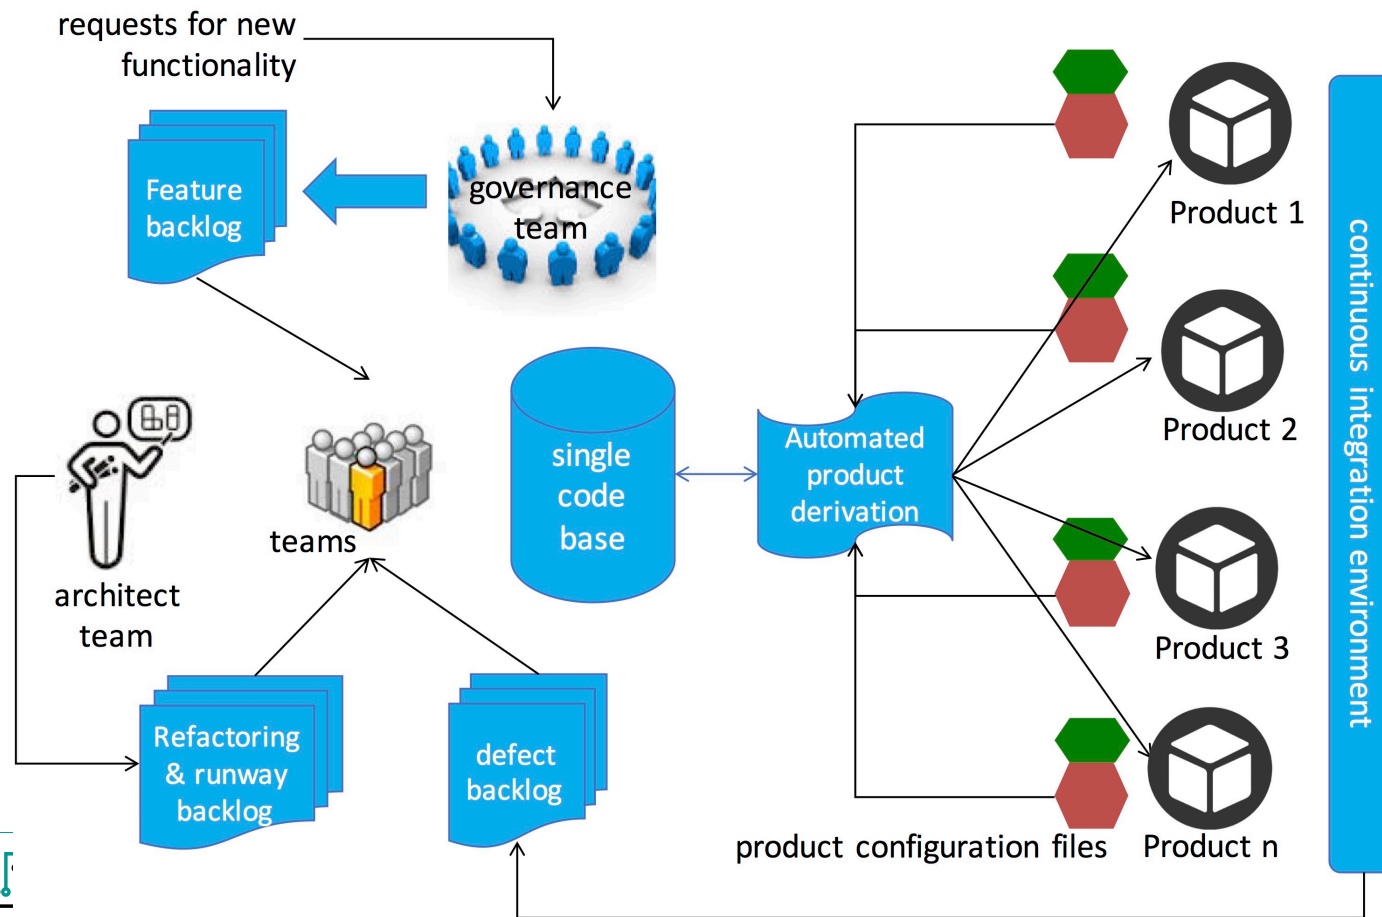 requests for new
functionality
Feature
backlog
governance
team
architect
team
teams
Refactoring
& runway
backlog
defect
backlog
single
code
base
Automated
product
derivation
Product 1
Product 2
Product 3
product configuration files
Product n
continuous integration environment